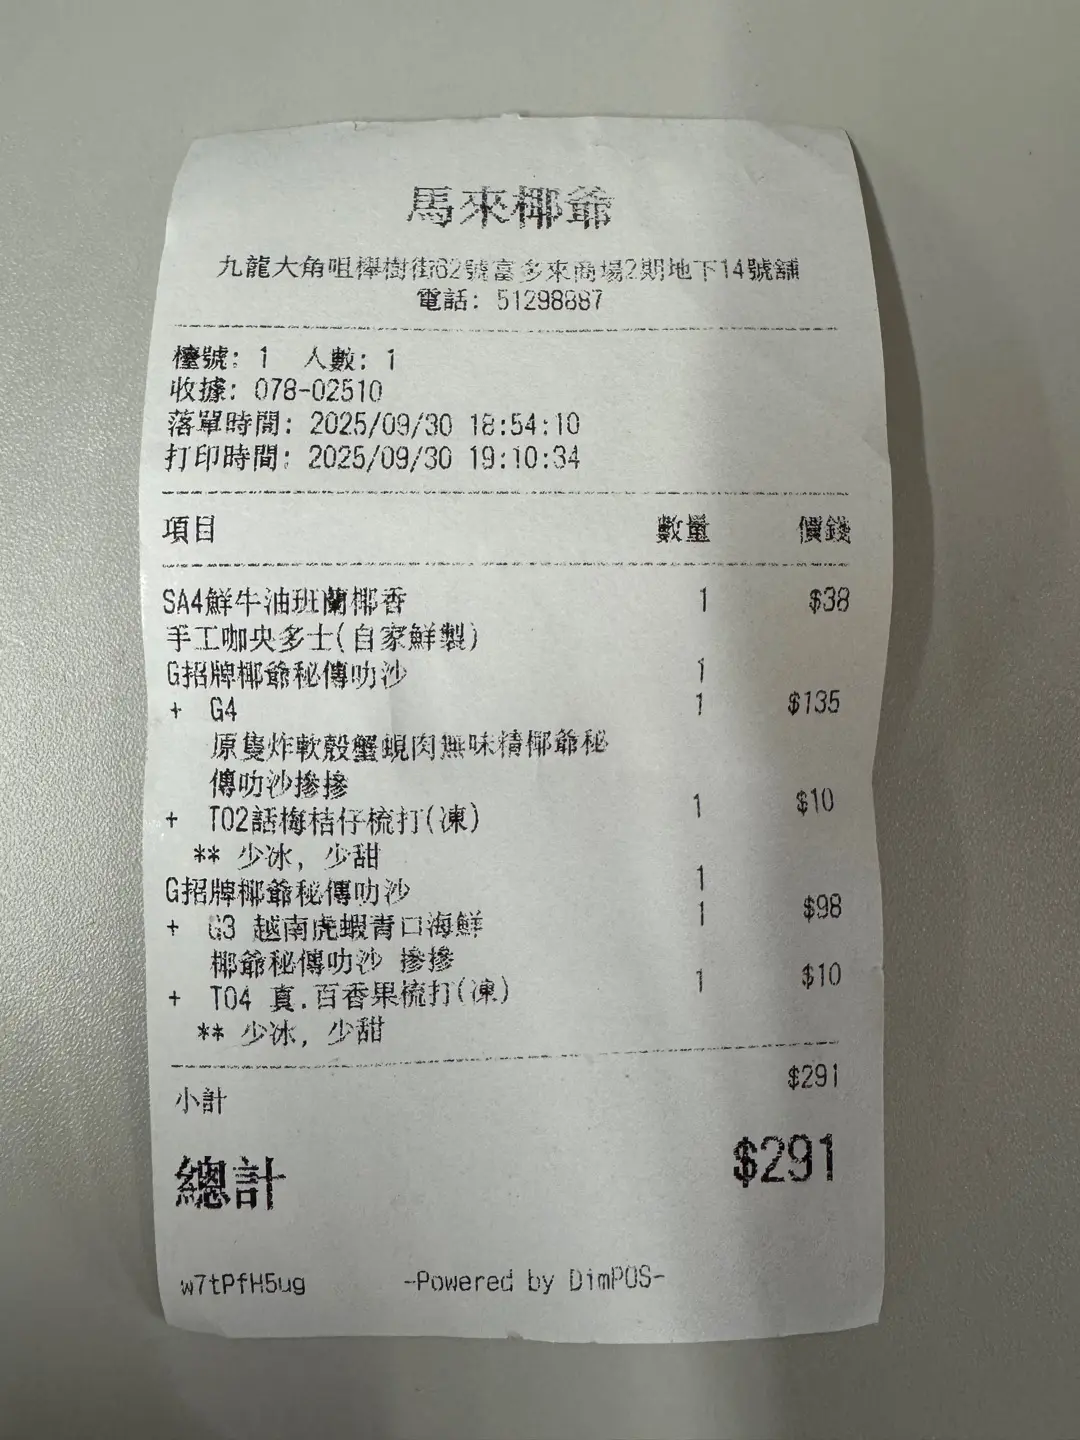 馬來椰爺
九龍大角咀櫸樹街62號富多來商場2期地下14號舖
電話: 51298887
檯號: 1 人數: 1
收據: 078-02510
落單時間: 2025/09/30 18:54:10
打印時間: 2025/09/30 19:10:34
項目 數量 價錢
SA4鮮牛油班蘭椰香 1 $38
手工咖央多士(自家鮮製)
G招牌椰爺秘傳叻沙 1
+ G4 1 $135
原隻炸軟殼蟹蜆肉無味精椰爺秘
傳叻沙摻摻
+ T02話梅桔仔梳打(凍) 1 $10
** 少冰, 少甜
G招牌椰爺秘傳叻沙 1
+ G3 越南虎蝦青口海鮮 1 $98
椰爺秘傳叻沙 摻摻
+ T04 真.百香果梳打(凍) 1 $10
** 少冰, 少甜
小計 $291
總計 $291
w7tPfH5ug -Powered by DimPOS-